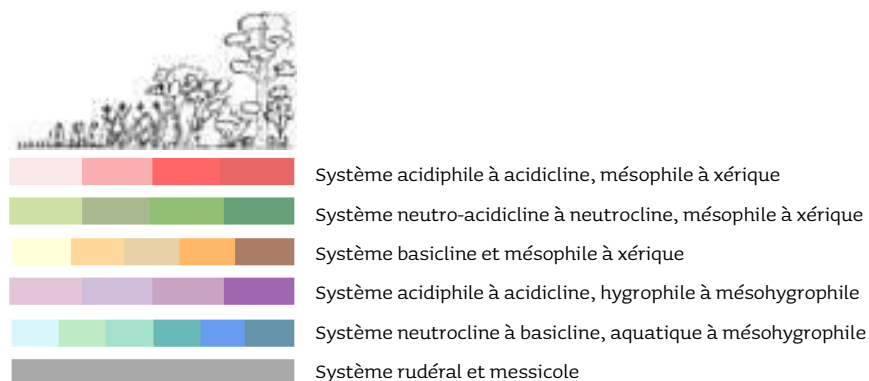 Système acidiphile à acidicline, mésophile à xérique
Système neutro-acidicline à neutrocline, mésophile à xérique
Système basicline et mésophile à xérique
Système acidiphile à acidicline, hygrophile à mésohygrophile
Système neutrocline à basicline, aquatique à mésohygrophile
Système rudéral et messicole